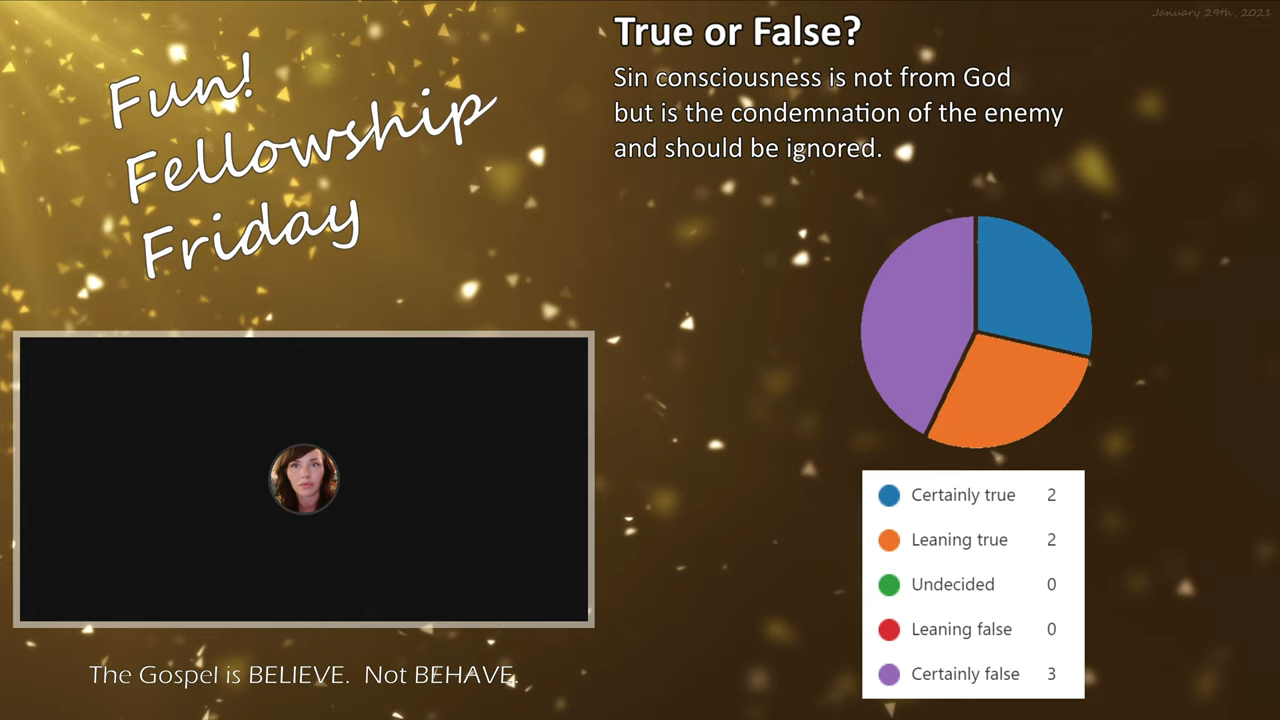 January 29th, 2021
Fun!
Fellowship
Friday
True or False?
Sin consciousness is not from God
but is the condemnation of the enemy
and should be ignored.
Certainly true 2
Leaning true 2
Undecided 0
Leaning false 0
Certainly false 3
The Gospel is BELIEVE. Not BEHAVE.